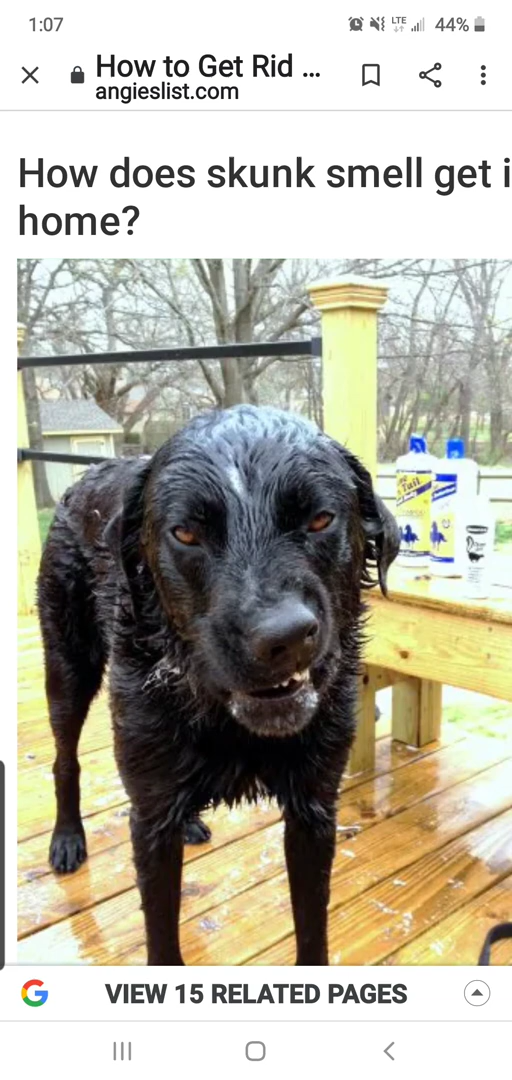 1:07
LTE
44%
How to Get Rid ...
angieslist.com
How does skunk smell get i
home?
Tail
VIEW 15 RELATED PAGES